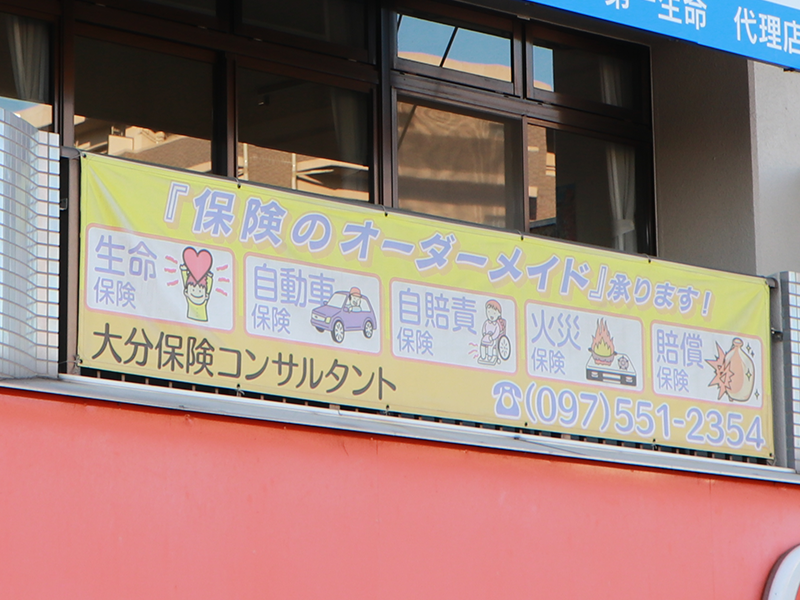 第一生命 代理店
『保険のオーダーメイド』承ります!
生命
保険
自動車
保険
自賠責
保険
火災
保険
賠償
保険
大分保険コンサルタント
☎(097)551-2354